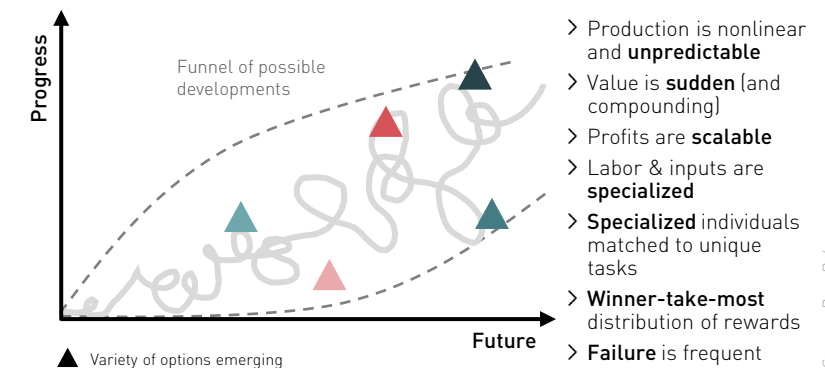 Progress
Funnel of possible
developments
Future
Variety of options emerging
> Production is nonlinear
and unpredictable
> Value is sudden (and
compounding)
> Profits are scalable
> Labor & inputs are
specialized
> Specialized individuals
matched to unique
tasks
> Winner-take-most
distribution of rewards
> Failure is frequent